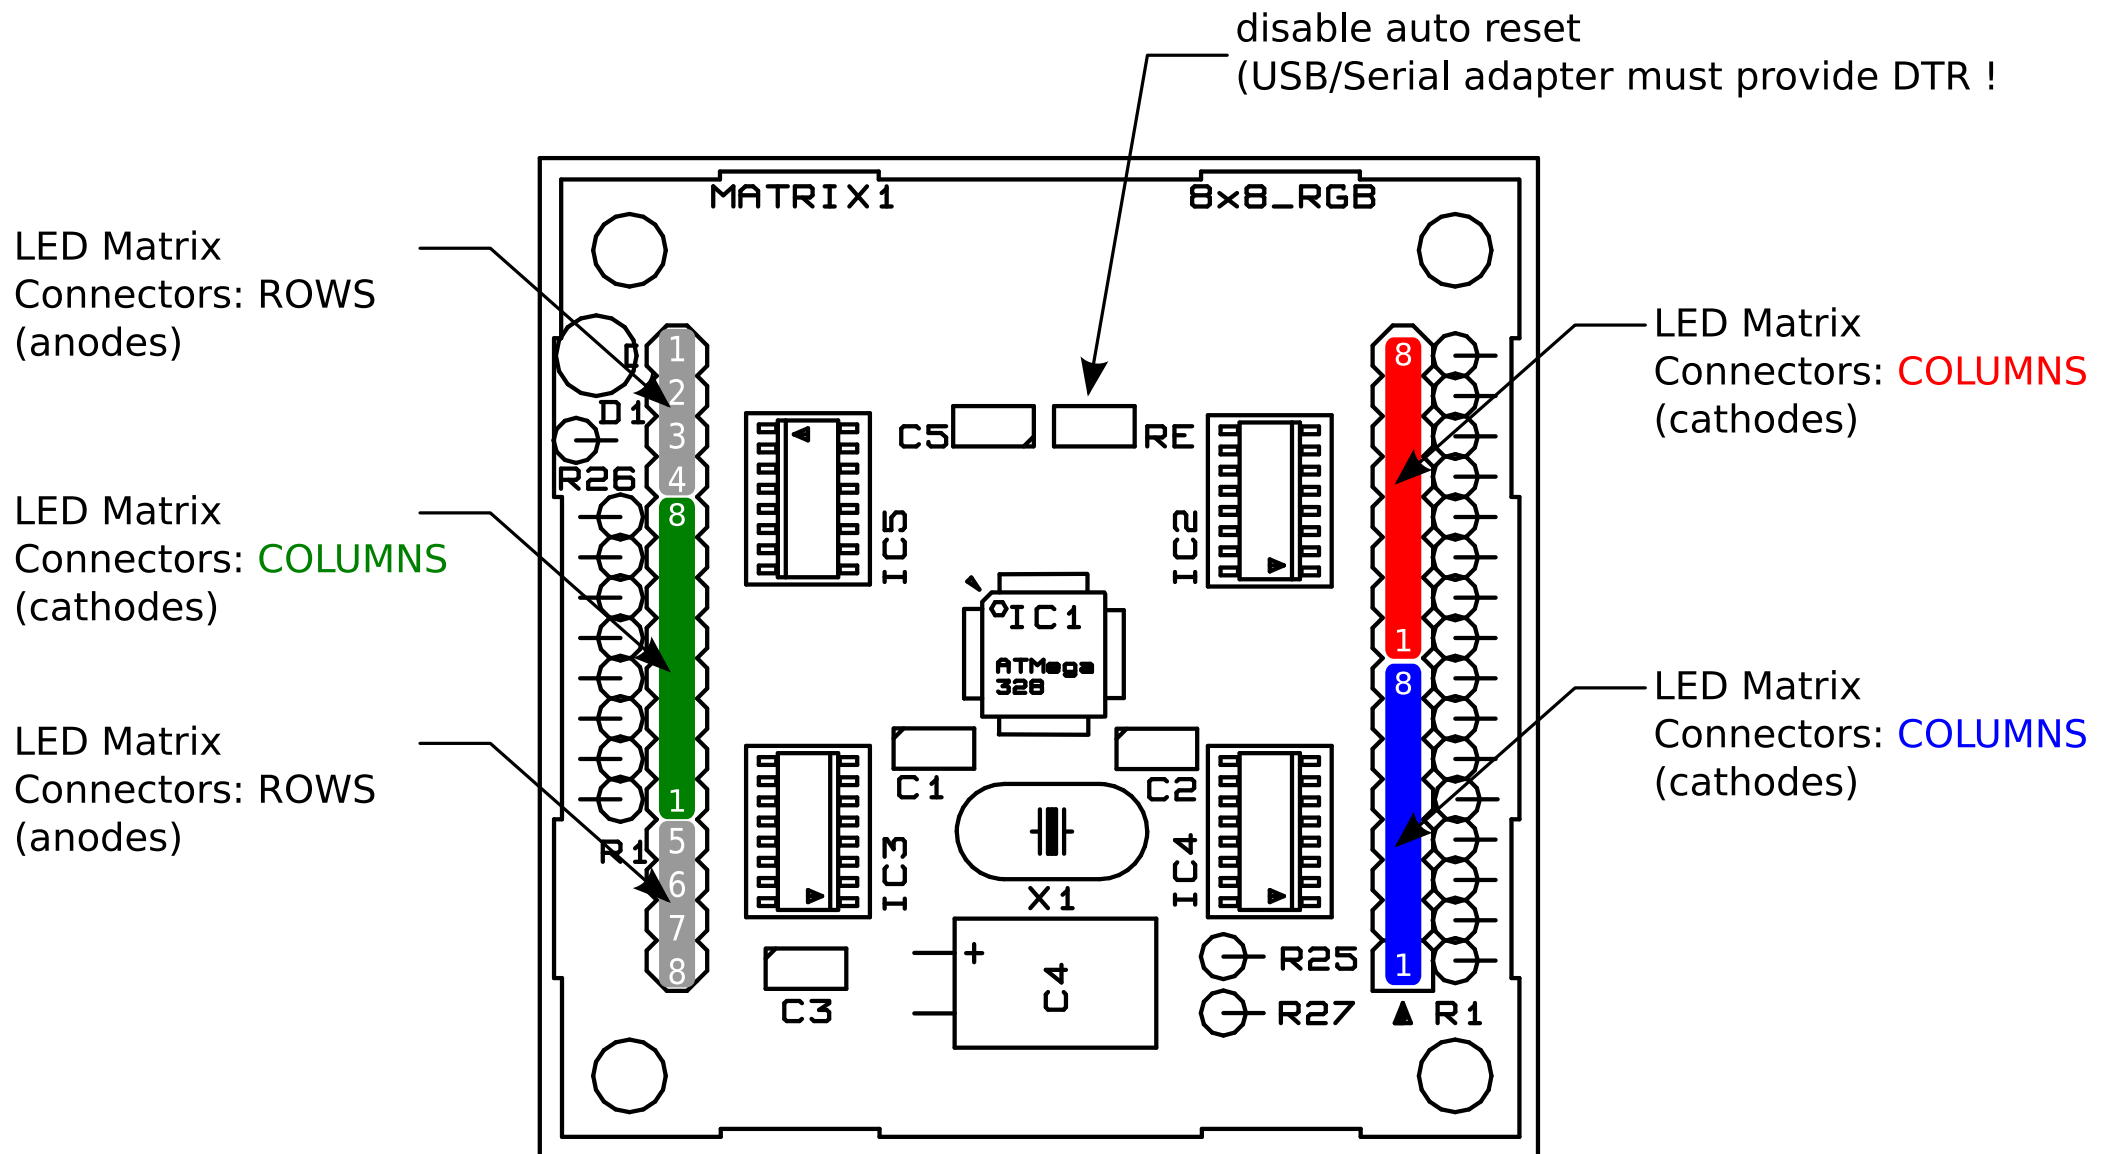 disable auto reset
(USB/Serial adapter must provide DTR !
MATRIX1
8x8_RGB
LED Matrix
Connectors: ROWS
(anodes)
LED Matrix
Connectors: COLUMNS
(cathodes)
LED Matrix
Connectors: ROWS
(anodes)
LED Matrix
Connectors: COLUMNS
(cathodes)
LED Matrix
Connectors: COLUMNS
(cathodes)
1
2
3
4
8
1
5
6
7
8
8
1
8
1
D1
R26
R1
C5
RE
IC5
IC2
IC1
ATMega
328
C1
C2
X1
IC3
IC4
C3
+
C4
R25
R27
R1